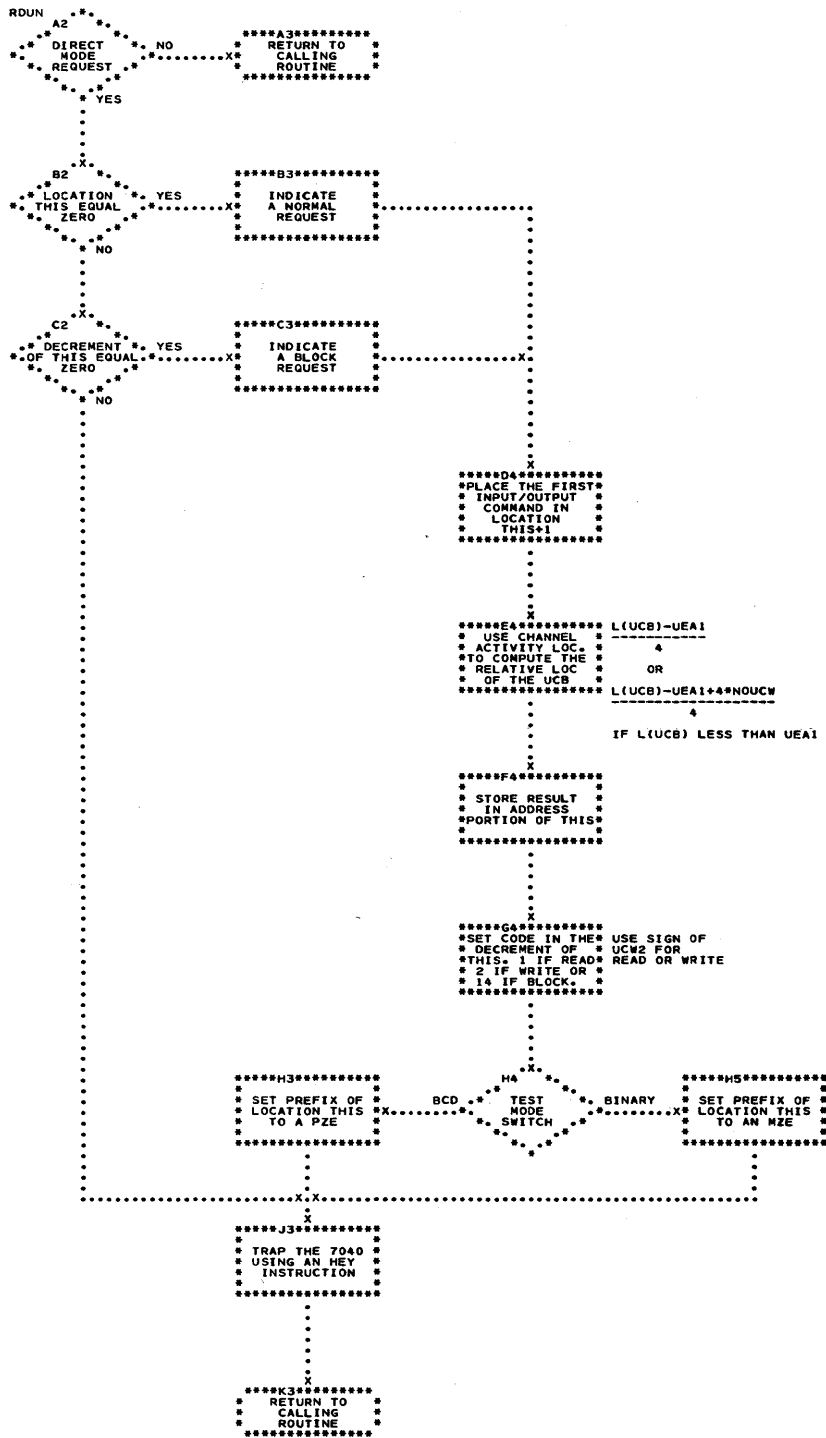 RDUN
A2
DIRECT
MODE
REQUEST
NO
YES
A3
RETURN TO
CALLING
ROUTINE
B2
LOCATION
THIS EQUAL
ZERO
YES
NO
B3
INDICATE
A NORMAL
REQUEST
C2
DECREMENT
OF THIS EQUAL
ZERO
YES
NO
C3
INDICATE
A BLOCK
REQUEST
D4
PLACE THE FIRST
INPUT/OUTPUT
COMMAND IN
LOCATION
THIS+1
E4
USE CHANNEL
ACTIVITY LOC.
TO COMPUTE THE
RELATIVE LOC
OF THE UCB
L(UCB)-UEA1
-----------
4
OR
L(UCB)-UEA1+4*NOUCW
-------------------
4
IF L(UCB) LESS THAN UEA1
F4
STORE RESULT
IN ADDRESS
PORTION OF THIS
G4
SET CODE IN THE
DECREMENT OF
THIS. 1 IF READ
2 IF WRITE OR
14 IF BLOCK.
USE SIGN OF
UCW2 FOR
READ OR WRITE
H3
SET PREFIX OF
LOCATION THIS
TO A PZE
BCD
H4
TEST
MODE
SWITCH
BINARY
H5
SET PREFIX OF
LOCATION THIS
TO AN MZE
J3
TRAP THE 7040
USING AN HEY
INSTRUCTION
K3
RETURN TO
CALLING
ROUTINE